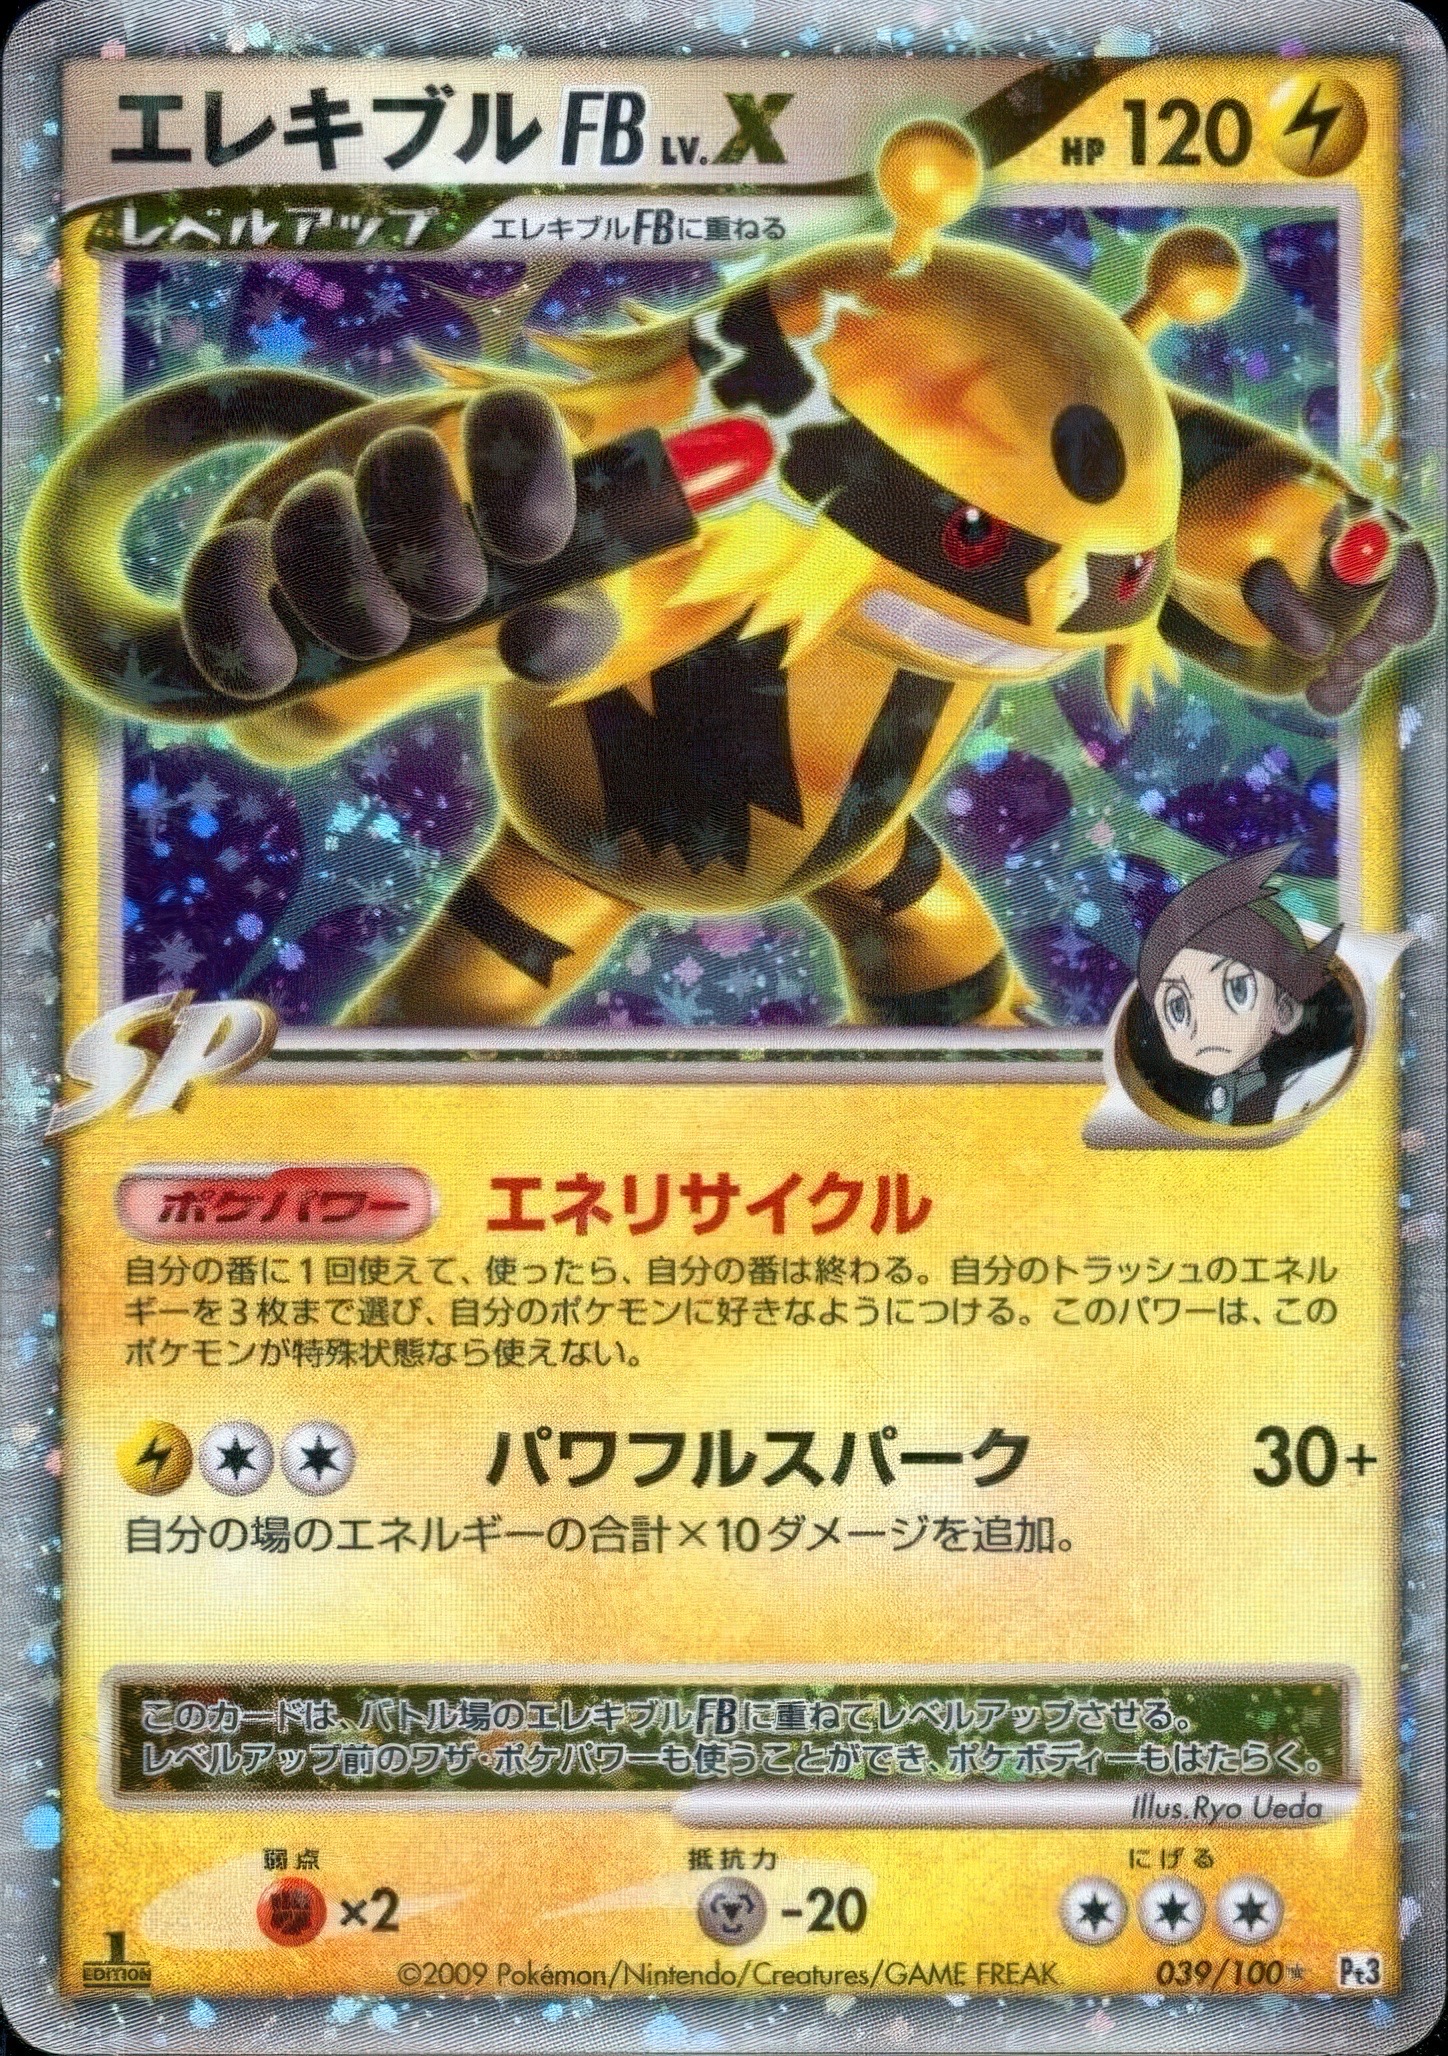 エレキブル FB LV.X HP 120
レベルアップ エレキブルFBに重ねる
SP
ポケパワー エネリサイクル
自分の番に1回使えて、使ったら、自分の番は終わる。自分のトラッシュのエネル
ギーを3枚まで選び、自分のポケモンに好きなようにつける。このパワーは、この
ポケモンが特殊状態なら使えない。
パワフルスパーク 30+
自分の場のエネルギーの合計×10ダメージを追加。
このカードは、バトル場のエレキブルFBに重ねてレベルアップさせる。
レベルアップ前のワザ・ポケパワーも使うことができ、ポケボディーもはたらく。
Illus.Ryo Ueda
弱点 抵抗力 にげる
×2 -20
1 EDITION
©2009 Pokémon/Nintendo/Creatures/GAME FREAK 039/100 Pt3